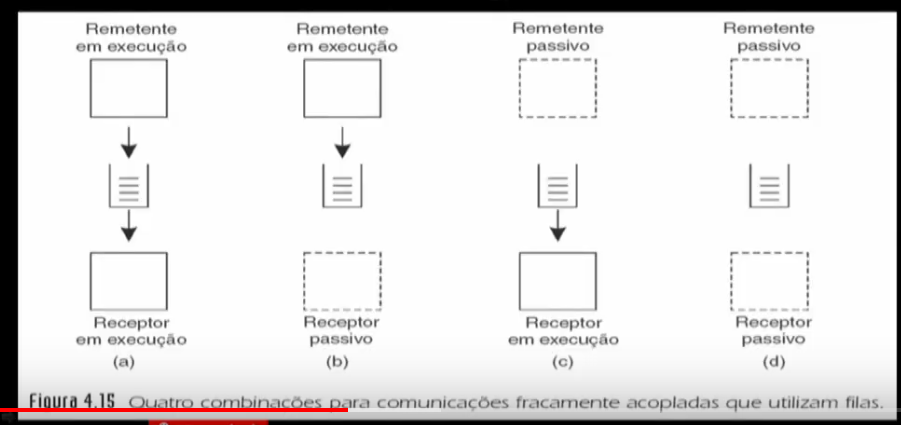 Remetente
em execução
Remetente
em execução
Remetente
passivo
Remetente
passivo
Receptor
em execução
(a)
Receptor
passivo
(b)
Receptor
em execução
(c)
Receptor
passivo
(d)
Figura 4.15 Quatro combinações para comunicações fracamente acopladas que utilizam filas.